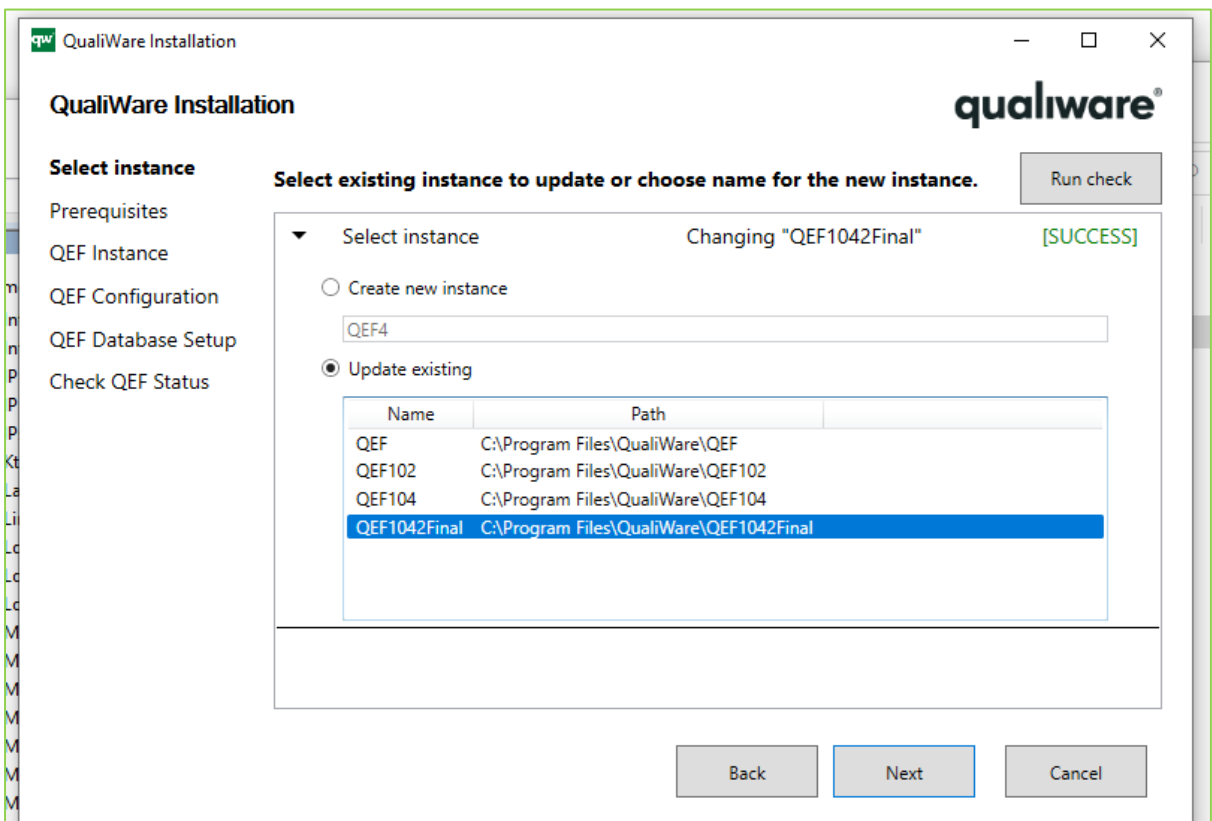 qw QualiWare Installation
QualiWare Installation
qualiware®
Select instance
Prerequisites
QEF Instance
QEF Configuration
QEF Database Setup
Check QEF Status
Select existing instance to update or choose name for the new instance.
Run check
Select instance Changing "QEF1042Final" [SUCCESS]
Create new instance
QEF4
Update existing
Name Path
QEF C:\Program Files\QualiWare\QEF
QEF102 C:\Program Files\QualiWare\QEF102
QEF104 C:\Program Files\QualiWare\QEF104
QEF1042Final C:\Program Files\QualiWare\QEF1042Final
Back Next Cancel